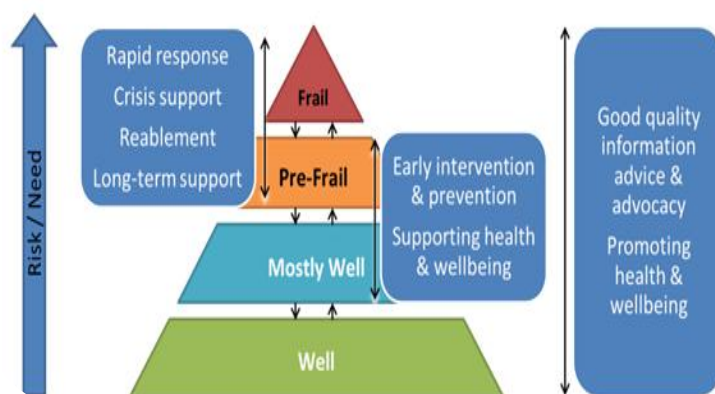 Risk / Need
Rapid response
Crisis support
Reablement
Long-term support
Frail
Pre-Frail
Mostly Well
Well
Early intervention
& prevention
Supporting health
& wellbeing
Good quality
information
advice &
advocacy
Promoting
health &
wellbeing